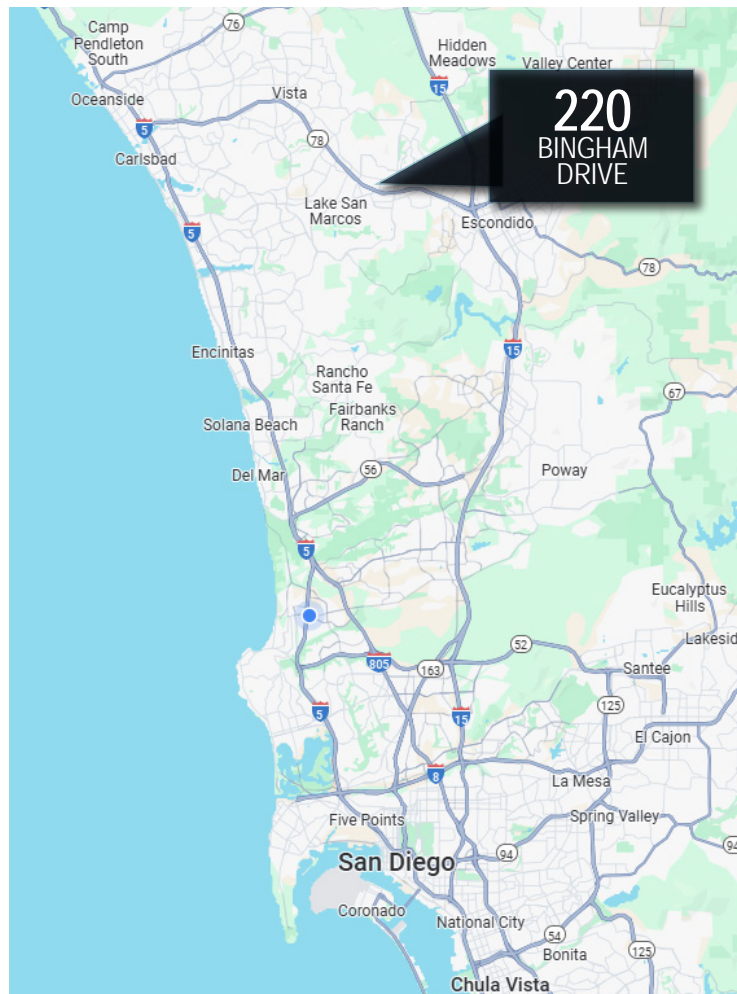 76
Camp
Pendleton
South
Hidden
Meadows
Valley Center
15
Oceanside
Vista
5
78
Carlsbad
220
BINGHAM
DRIVE
Lake San
Marcos
Escondido
5
78
Encinitas
15
Rancho
Santa Fe
67
Fairbanks
Ranch
Solana Beach
Del Mar
56
Poway
5
Eucalyptus
Hills
Lakesid
52
805
163
Santee
125
5
15
El Cajon
8
La Mesa
Five Points
Spring Valley
94
94
San Diego
Coronado
National City
54
125
Bonita
Chula Vista